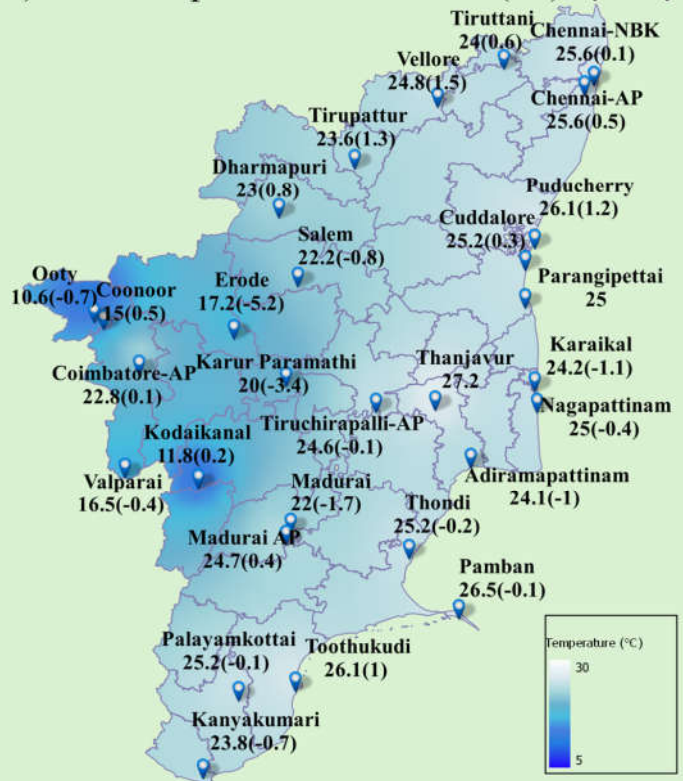 Tiruttani
24(0.6)
Chennai-NBK
25.6(0.1)
Vellore
24.8(1.5)
Chennai-AP
25.6(0.5)
Tirupattur
23.6(1.3)
Dharmapuri
23(0.8)
Puducherry
26.1(1.2)
Cuddalore
25.2(0.3)
Salem
22.2(-0.8)
Ooty
10.6(-0.7)
Coonoor
15(0.5)
Erode
17.2(-5.2)
Parangipettai
25
Karaikal
24.2(-1.1)
Coimbatore-AP
22.8(0.1)
Karur Paramathi
20(-3.4)
Thanjavur
27.2
Nagapattinam
25(-0.4)
Tiruchirapalli-AP
24.6(-0.1)
Kodaikanal
11.8(0.2)
Valparai
16.5(-0.4)
Madurai
22(-1.7)
Adiramapattinam
24.1(-1)
Thondi
25.2(-0.2)
Madurai AP
24.7(0.4)
Pamban
26.5(-0.1)
Palayamkottai
25.2(-0.1)
Toothukudi
26.1(1)
Kanyakumari
23.8(-0.7)
Temperature (°C)
30
5